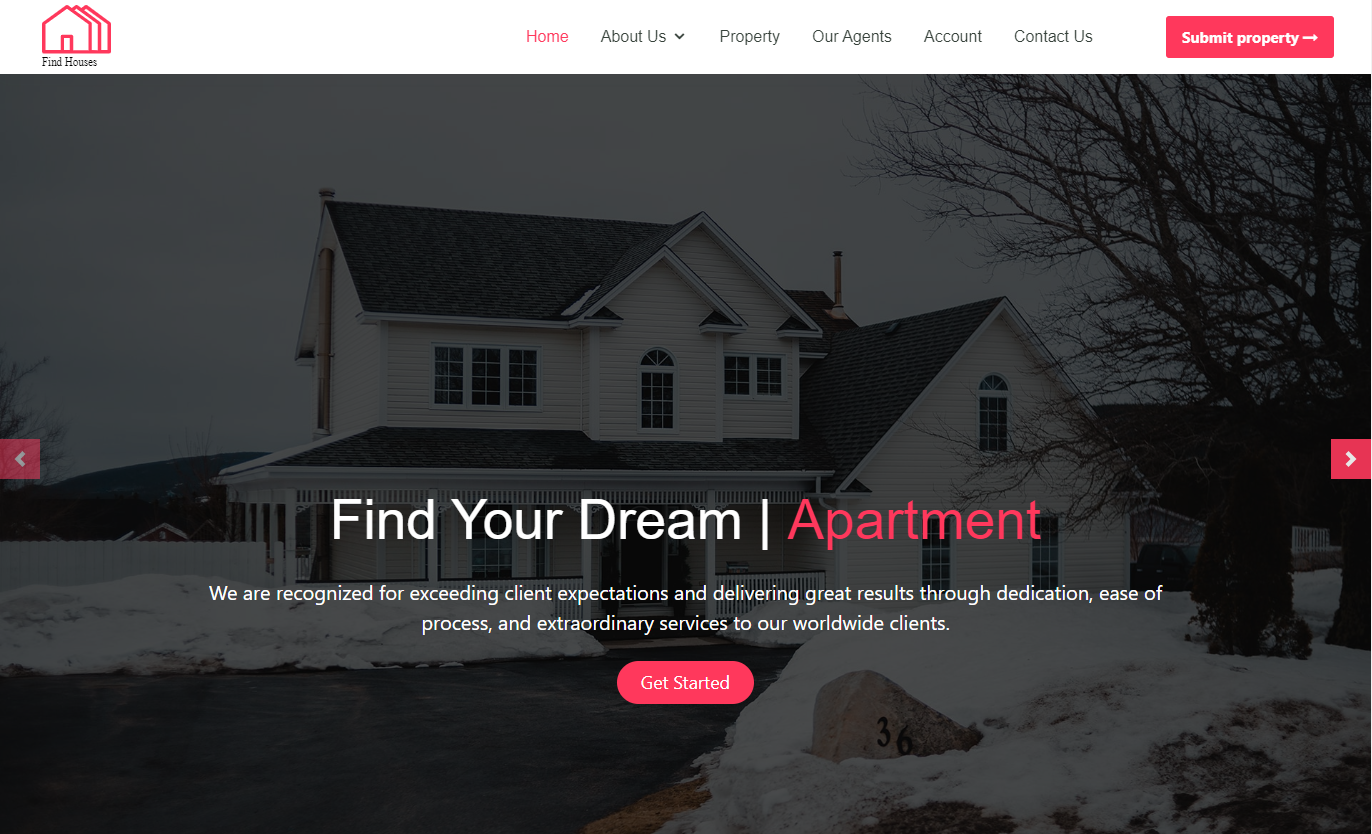 Find Houses
Home About Us Property Our Agents Account Contact Us Submit property
Find Your Dream | Apartment
We are recognized for exceeding client expectations and delivering great results through dedication, ease of
process, and extraordinary services to our worldwide clients.
Get Started
36